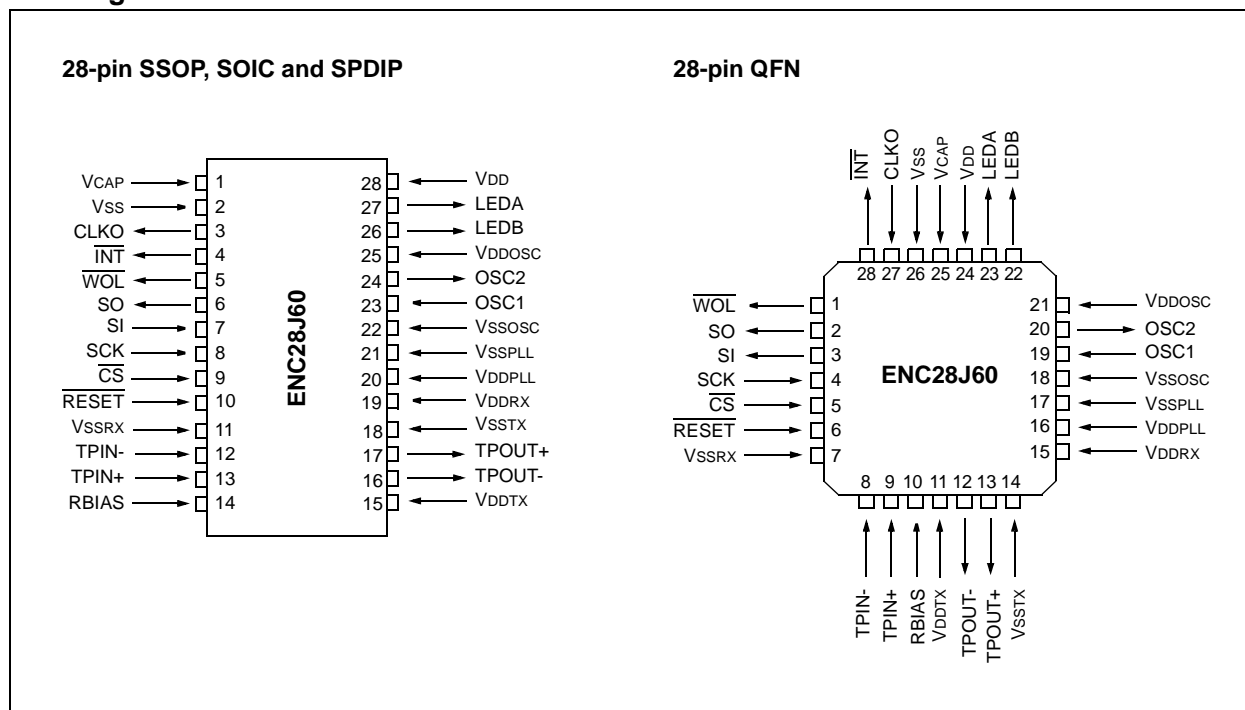 28-pin SSOP, SOIC and SPDIP
VCAP
VSS
CLKO
INT
WOL
SO
SI
SCK
CS
RESET
VSSRX
TPIN-
TPIN+
RBIAS
1
2
3
4
5
6
7
8
9
10
11
12
13
14
ENC28J60
28
27
26
25
24
23
22
21
20
19
18
17
16
15
VDD
LEDA
LEDB
VDDOSC
OSC2
OSC1
VSSOSC
VSSPLL
VDDPLL
VDDRX
VSSTX
TPOUT+
TPOUT-
VDDTX
28-pin QFN
INT
CLKO
VSS
VCAP
VDD
LEDA
LEDB
28 27 26 25 24 23 22
WOL
SO
SI
SCK
CS
RESET
VSSRX
1
2
3
4
5
6
7
ENC28J60
21
20
19
18
17
16
15
VDDOSC
OSC2
OSC1
VSSOSC
VSSPLL
VDDPLL
VDDRX
8 9 10 11 12 13 14
TPIN-
TPIN+
RBIAS
VDDTX
TPOUT-
TPOUT+
VSSTX